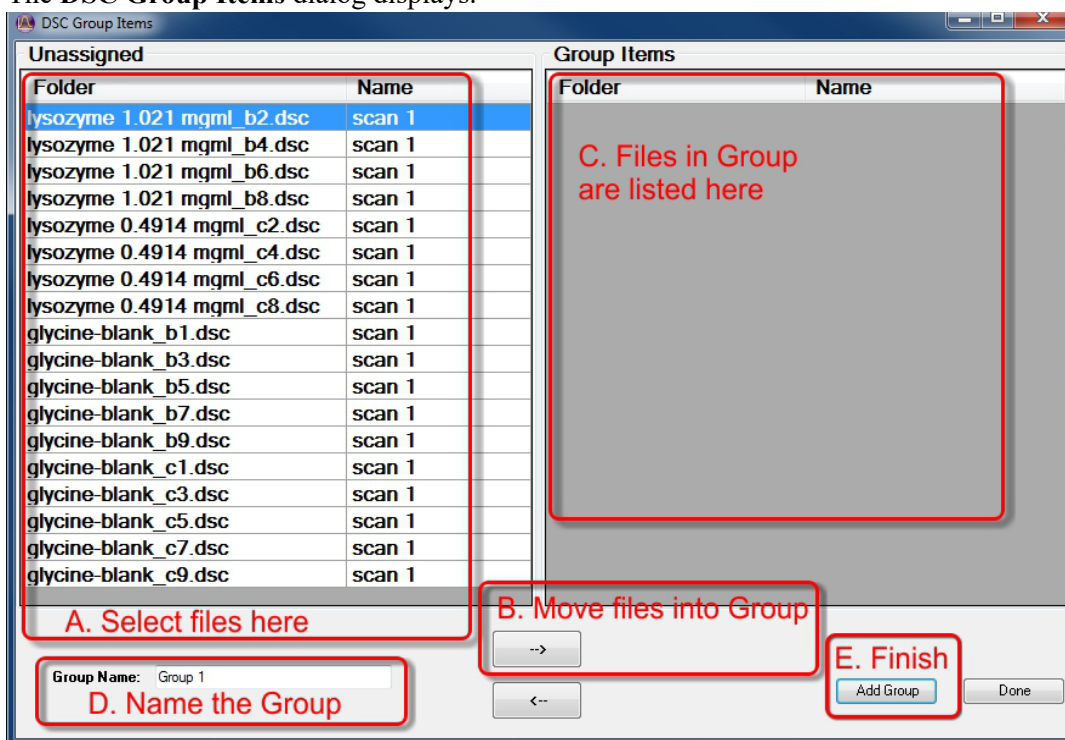 The DSC Group Items dialog displays.
DSC Group Items
Unassigned
Folder Name
lysozyme 1.021 mgml_b2.dsc scan 1
lysozyme 1.021 mgml_b4.dsc scan 1
lysozyme 1.021 mgml_b6.dsc scan 1
lysozyme 1.021 mgml_b8.dsc scan 1
lysozyme 0.4914 mgml_c2.dsc scan 1
lysozyme 0.4914 mgml_c4.dsc scan 1
lysozyme 0.4914 mgml_c6.dsc scan 1
lysozyme 0.4914 mgml_c8.dsc scan 1
glycine-blank_b1.dsc scan 1
glycine-blank_b3.dsc scan 1
glycine-blank_b5.dsc scan 1
glycine-blank_b7.dsc scan 1
glycine-blank_b9.dsc scan 1
glycine-blank_c1.dsc scan 1
glycine-blank_c3.dsc scan 1
glycine-blank_c5.dsc scan 1
glycine-blank_c7.dsc scan 1
glycine-blank_c9.dsc scan 1
A. Select files here
Group Items
Folder Name
C. Files in Group
are listed here
B. Move files into Group
-->
<--
Group Name: Group 1
D. Name the Group
E. Finish
Add Group
Done